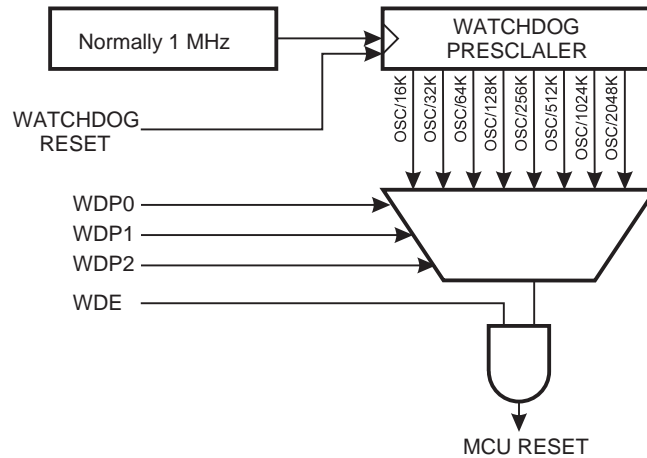 Normally 1 MHz
WATCHDOG
PRESCLALER
OSC/16K
OSC/32K
OSC/64K
OSC/128K
OSC/256K
OSC/512K
OSC/1024K
OSC/2048K
WATCHDOG
RESET
WDP0
WDP1
WDP2
WDE
MCU RESET